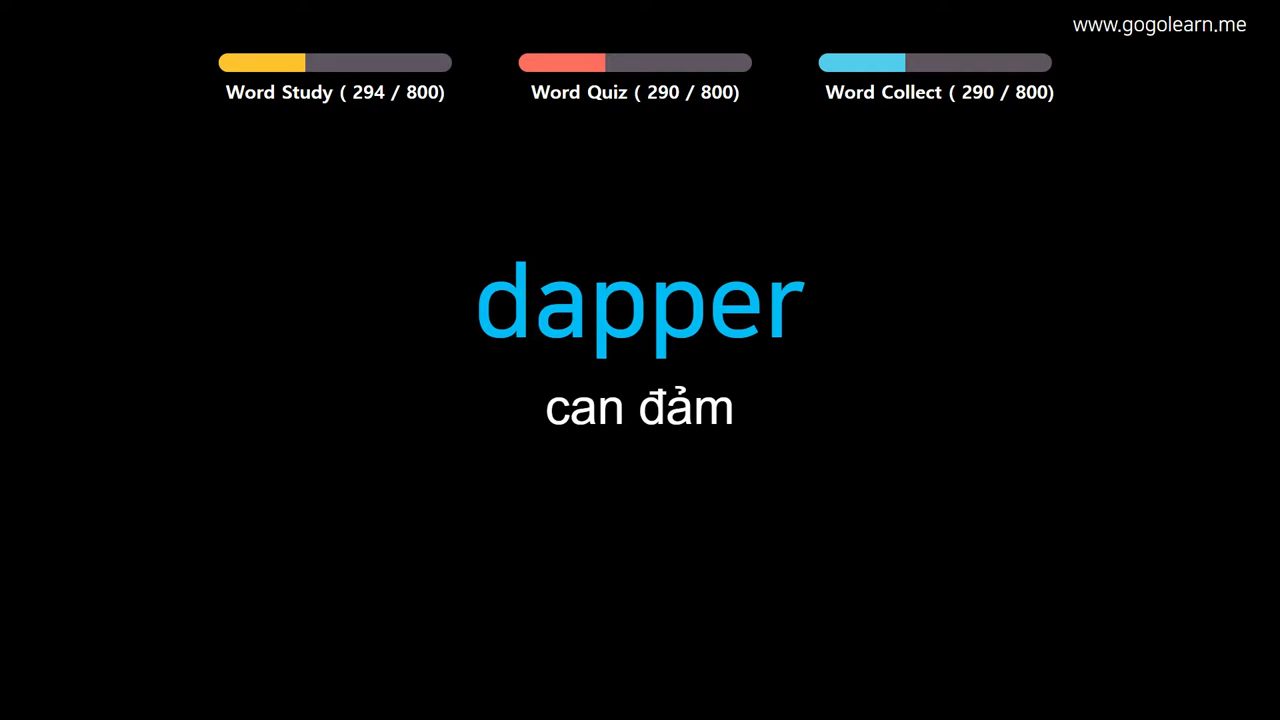 www.gogolearn.me
Word Study ( 294 / 800)
Word Quiz ( 290 / 800)
Word Collect ( 290 / 800)
dapper
can đảm